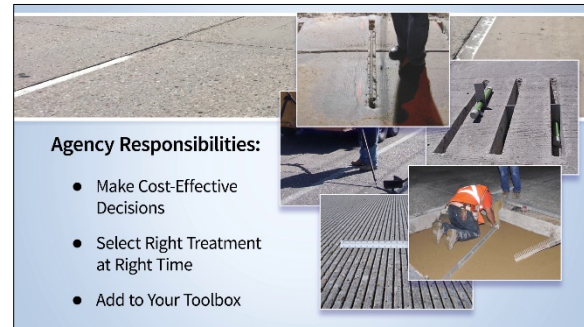 Agency Responsibilities:
● Make Cost-Effective
Decisions
● Select Right Treatment
at Right Time
● Add to Your Toolbox